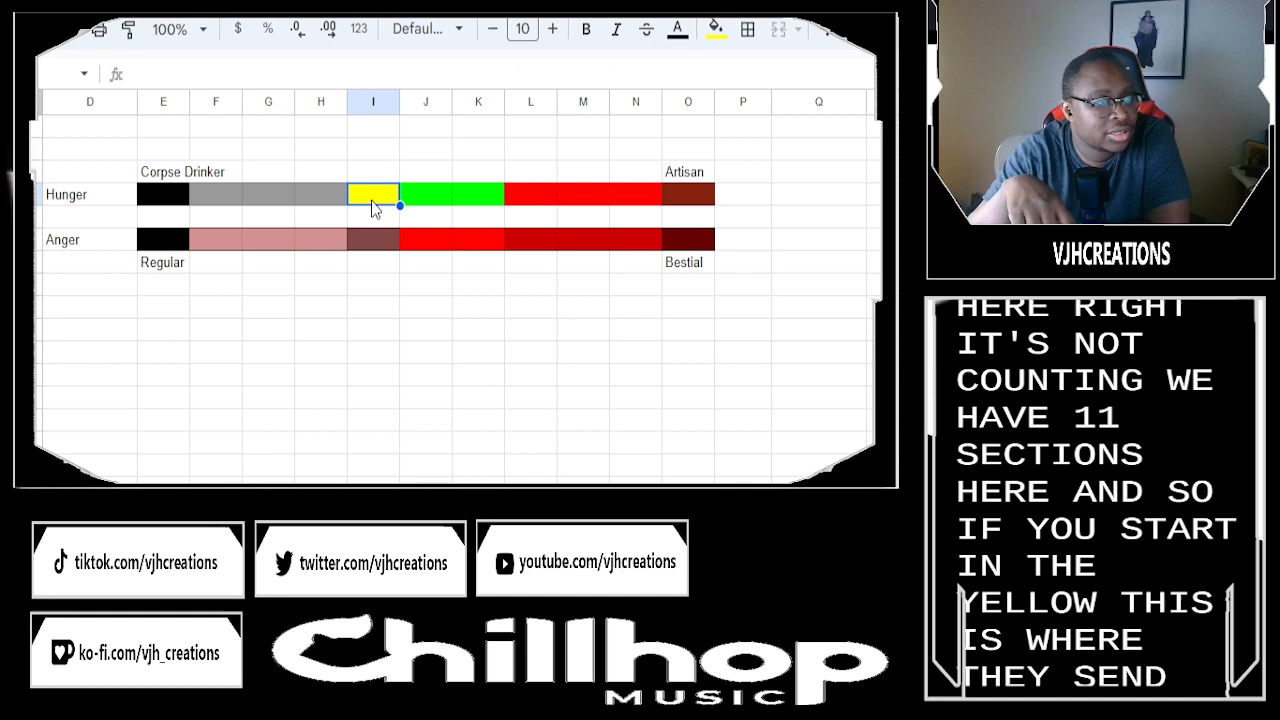 100% $ % .0 .00 123 Defaul... 10 B I A
fx
D E F G H I J K L M N O P Q
Corpse Drinker Artisan
Hunger
Anger
Regular Bestial
VJHCREATIONS
HERE RIGHT
IT'S NOT
COUNTING WE
HAVE 11
SECTIONS
HERE AND SO
IF YOU START
IN THE
YELLOW THIS
IS WHERE
THEY SEND
tiktok.com/vjhcreations
twitter.com/vjhcreations
youtube.com/vjhcreations
ko-fi.com/vjh_creations
Chillhop
MUSIC